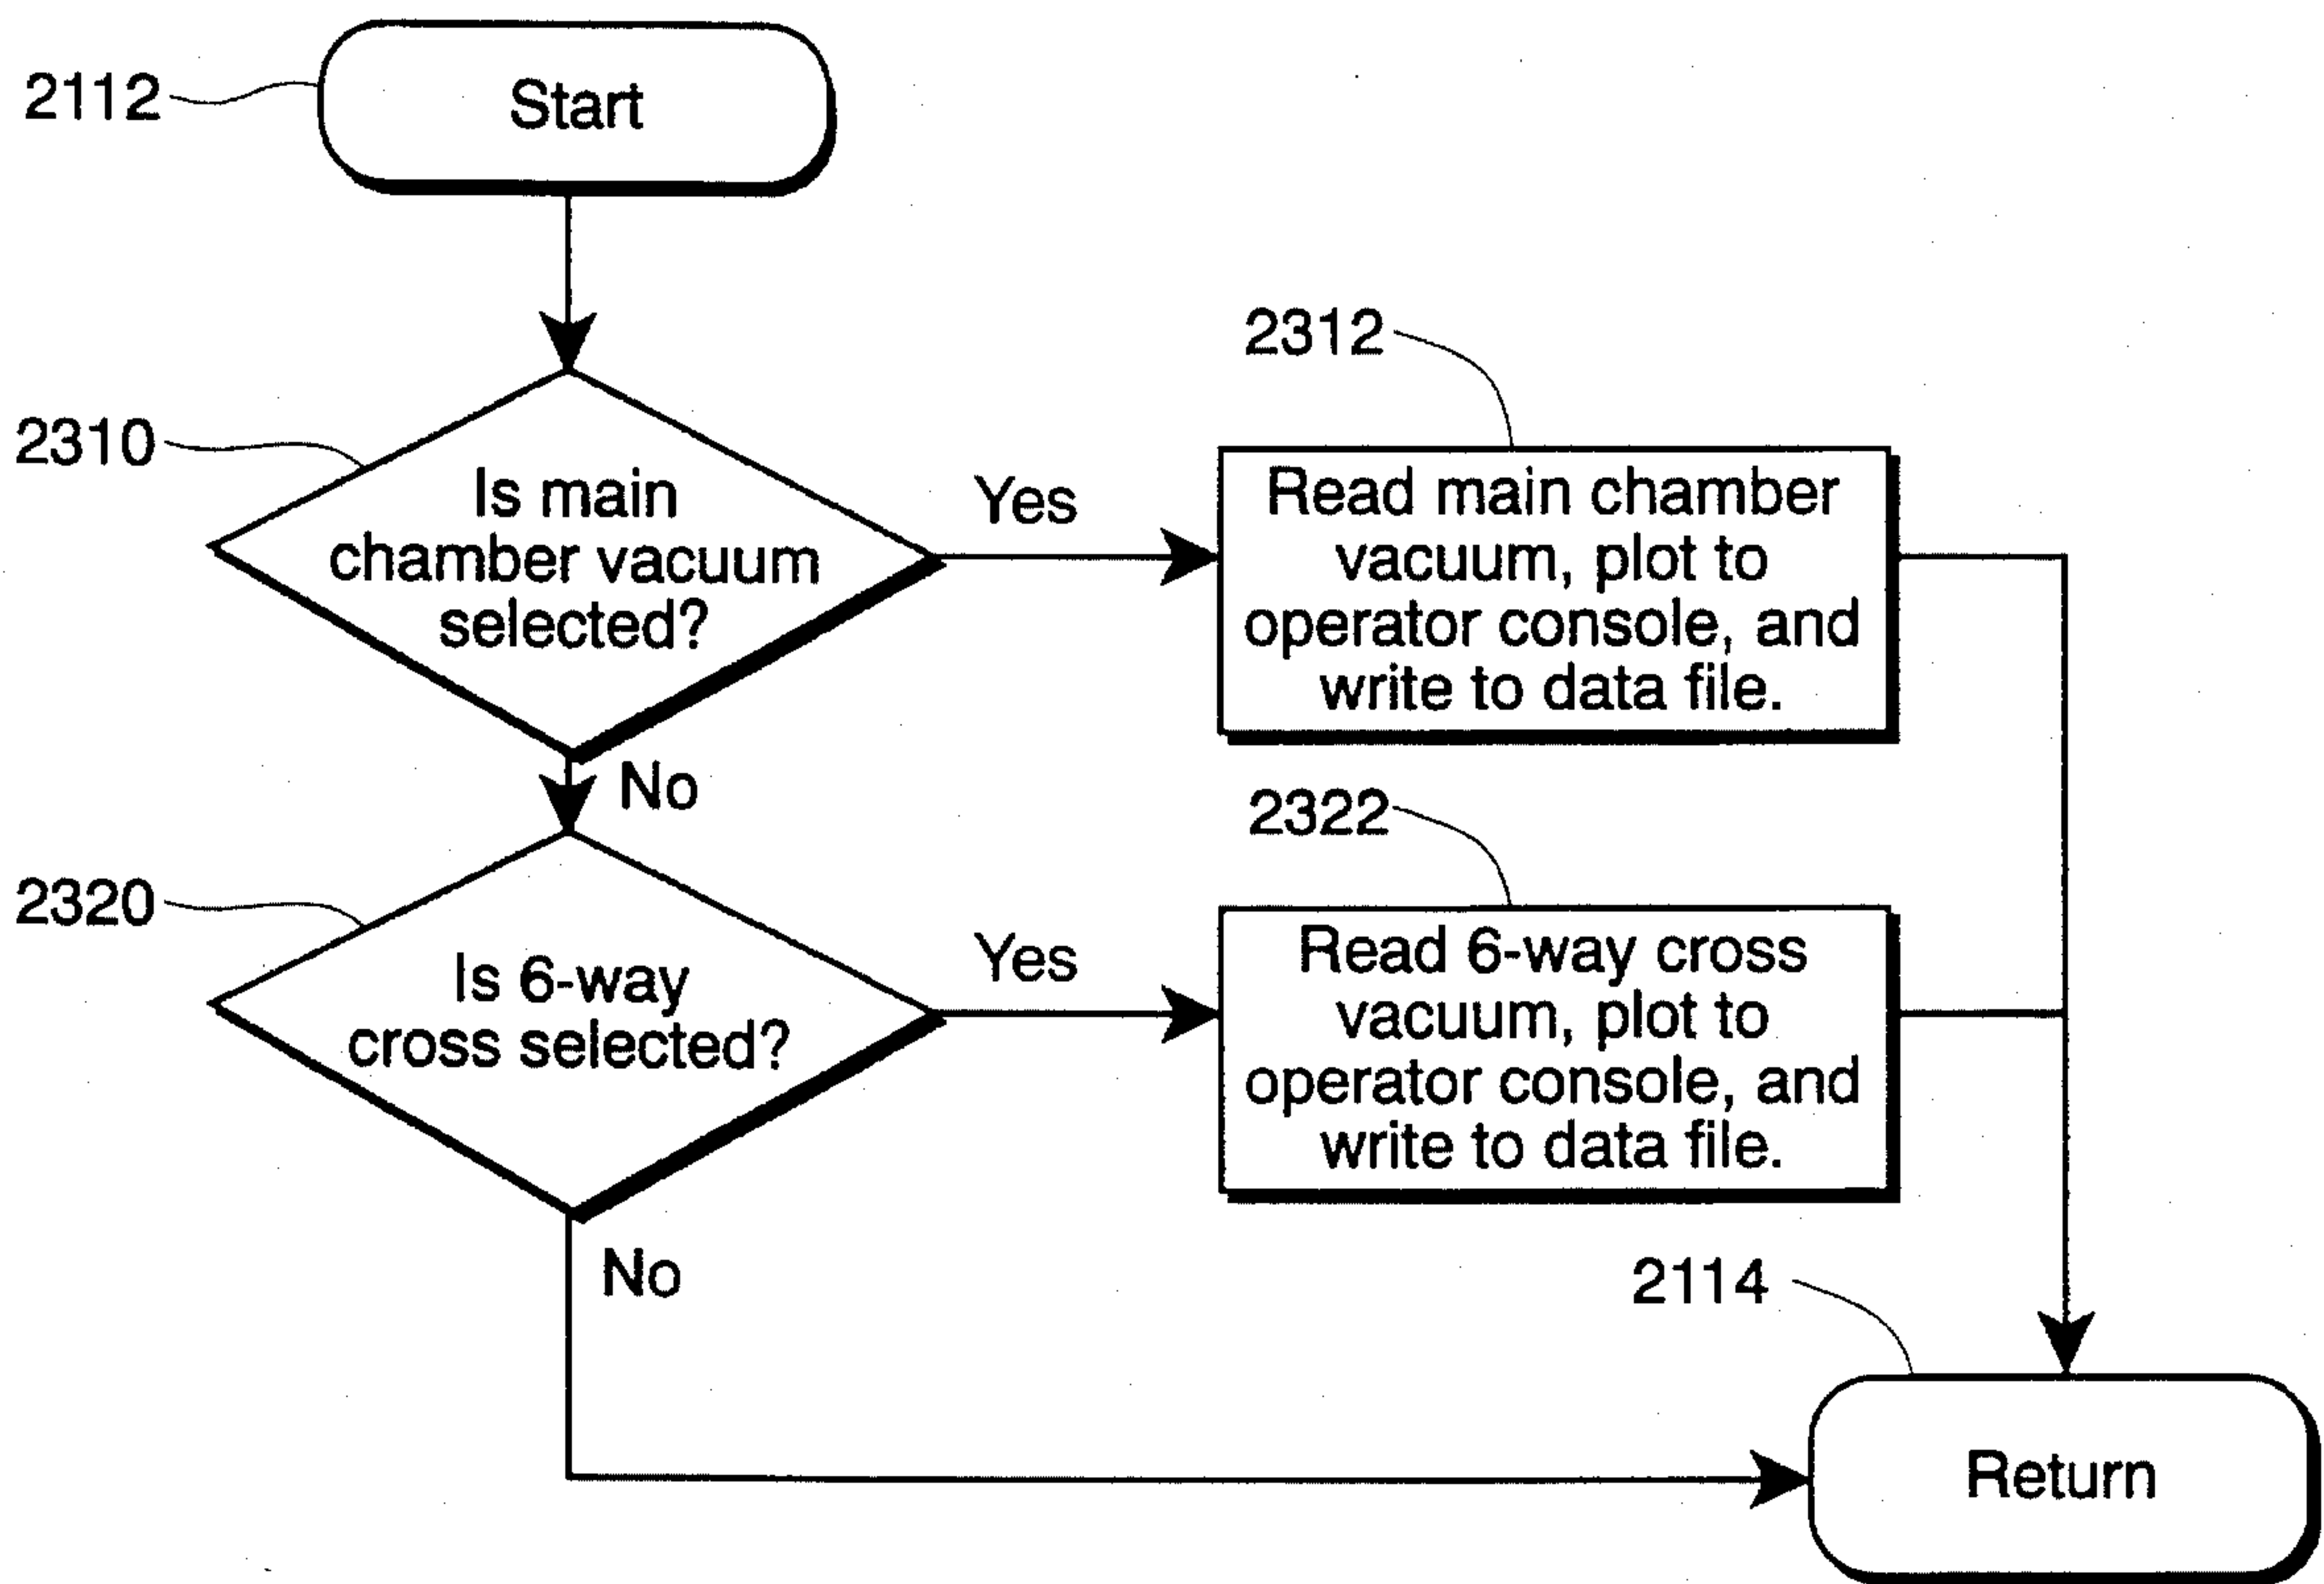 2112
Start
2310
Is main
chamber vacuum
selected?
Yes
2312
Read main chamber
vacuum, plot to
operator console, and
write to data file.
No
2320
Is 6-way
cross selected?
Yes
2322
Read 6-way cross
vacuum, plot to
operator console, and
write to data file.
No
2114
Return